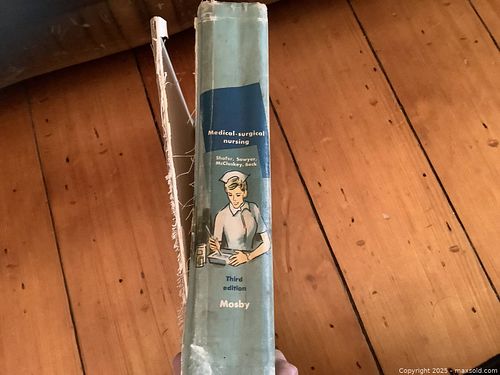 Medical-surgical
nursing
Shafer, Sawyer,
McCluskey, Beck
Third
edition
Mosby
Copyright 2025 - maxsold.com